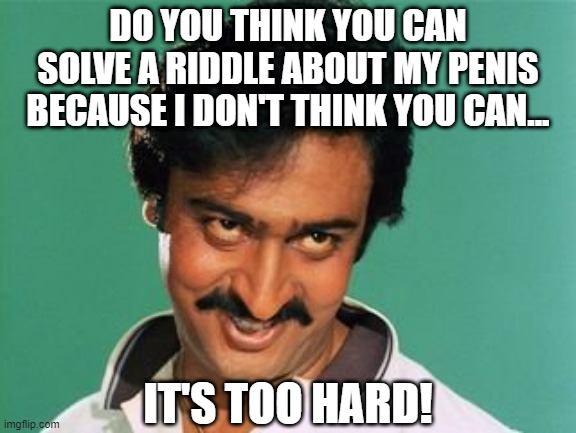 DO YOU THINK YOU CAN
SOLVE A RIDDLE ABOUT MY PENIS
BECAUSE I DON'T THINK YOU CAN...
IT'S TOO HARD!
imgflip.com